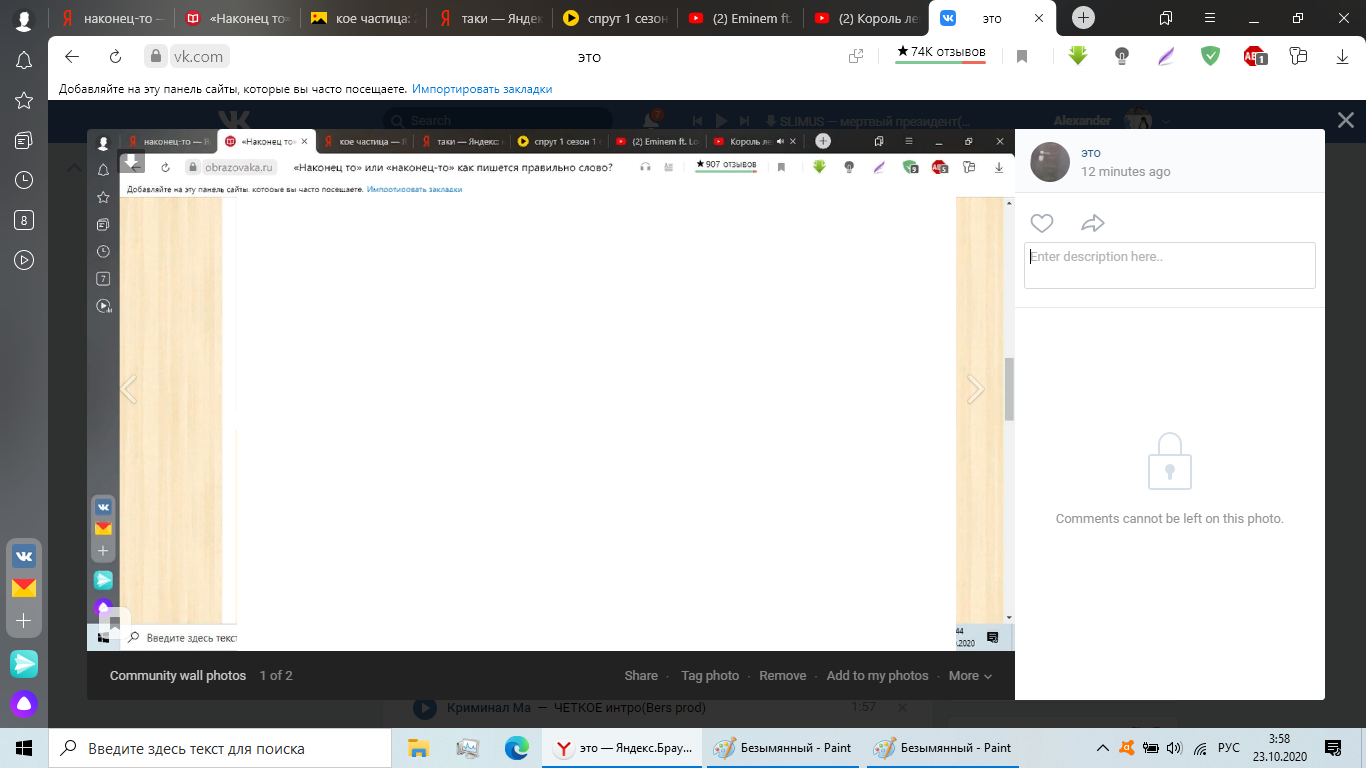 наконец-то —
«Наконец то»
кое частица:
таки — Яндекс
спрут 1 сезон
(2) Eminem ft.
(2) Король ле
это
vk.com
это
★ 74K отзывов
1
Добавляйте на эту панель сайты, которые вы часто посещаете. Импортировать закладки
8
Search
7
SLIMUS — мертвый президент(...
Alexander
наконец-то — Я
«Наконец то»
кое частица — Я
таки — Яндекс:
спрут 1 сезон 1
(2) Eminem ft. Lo
Король ле
obrazovaka.ru
«Наконец то» или «наконец-то» как пишется правильно слово?
★ 907 отзывов
9
5
Добавляйте на эту панель сайты, которые вы часто посещаете. Импортировать закладки
7
Введите здесь текст
:44
.2020
это
12 minutes ago
Enter description here..
Comments cannot be left on this photo.
Community wall photos 1 of 2
Share · Tag photo · Remove · Add to my photos · More
Криминал Ма — ЧЁТКОЕ интро(Bers prod)
1:57
Введите здесь текст для поиска
это — Яндекс.Брау...
Безымянный - Paint
Безымянный - Paint
РУС
3:58
23.10.2020